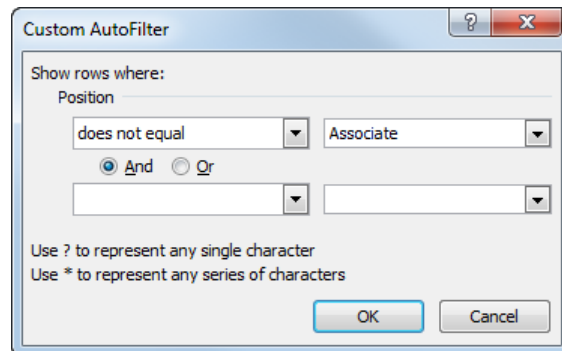 Custom AutoFilter
?
Show rows where:
Position
does not equal Associate
And Or
Use ? to represent any single character
Use * to represent any series of characters
OK Cancel